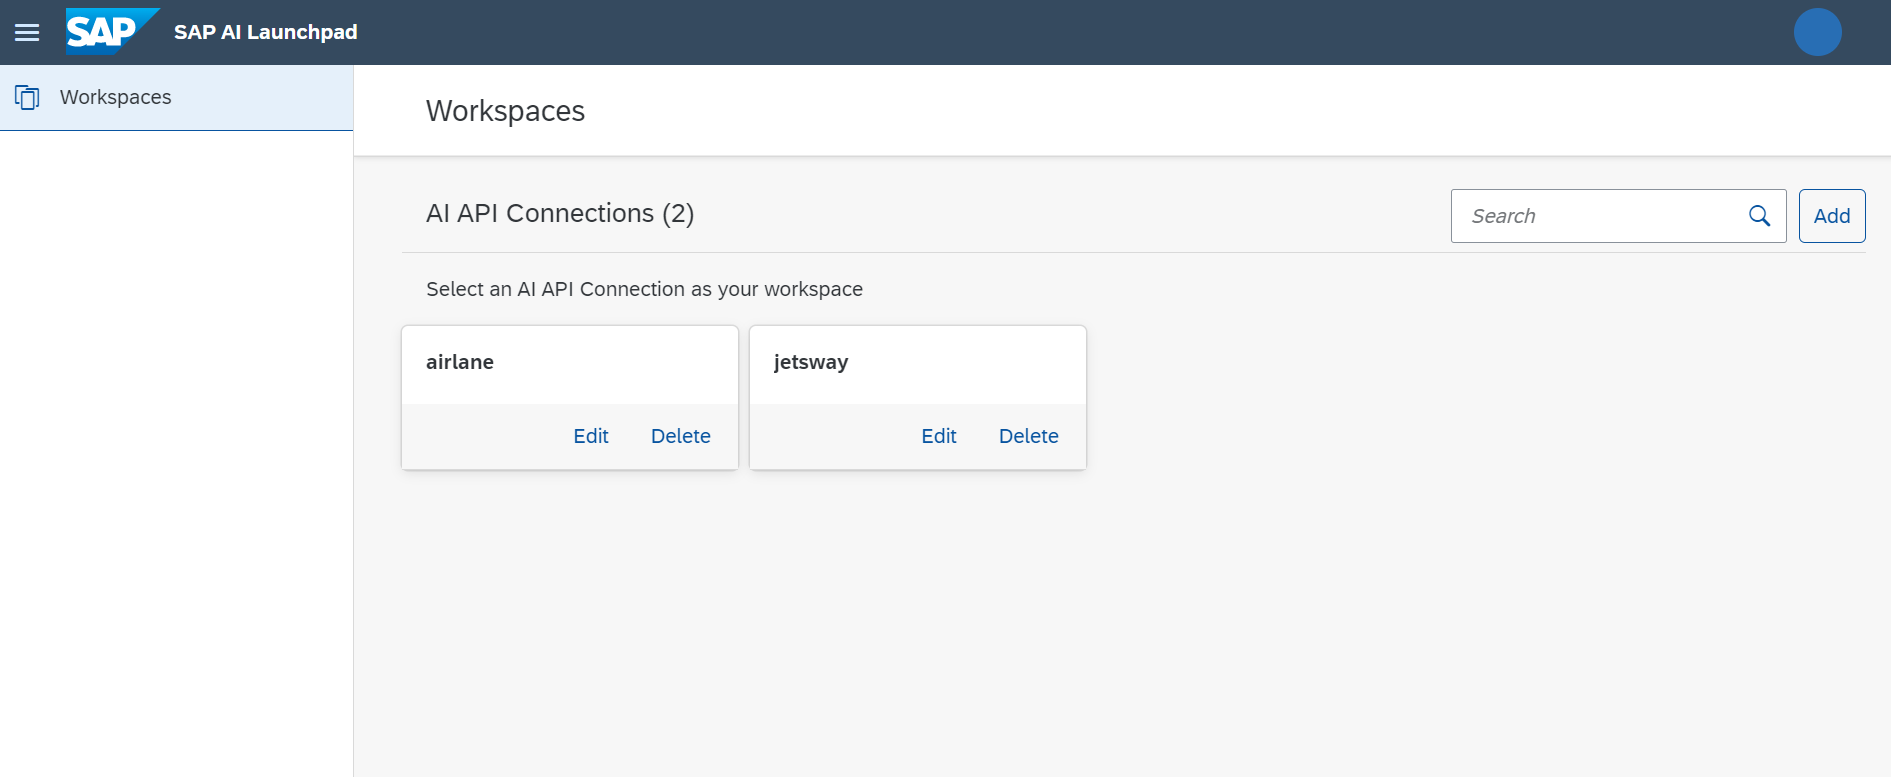 SAP SAP AI Launchpad
Workspaces
Workspaces
AI API Connections (2)
Search
Add
Select an AI API Connection as your workspace
airlane
Edit Delete
jetsway
Edit Delete